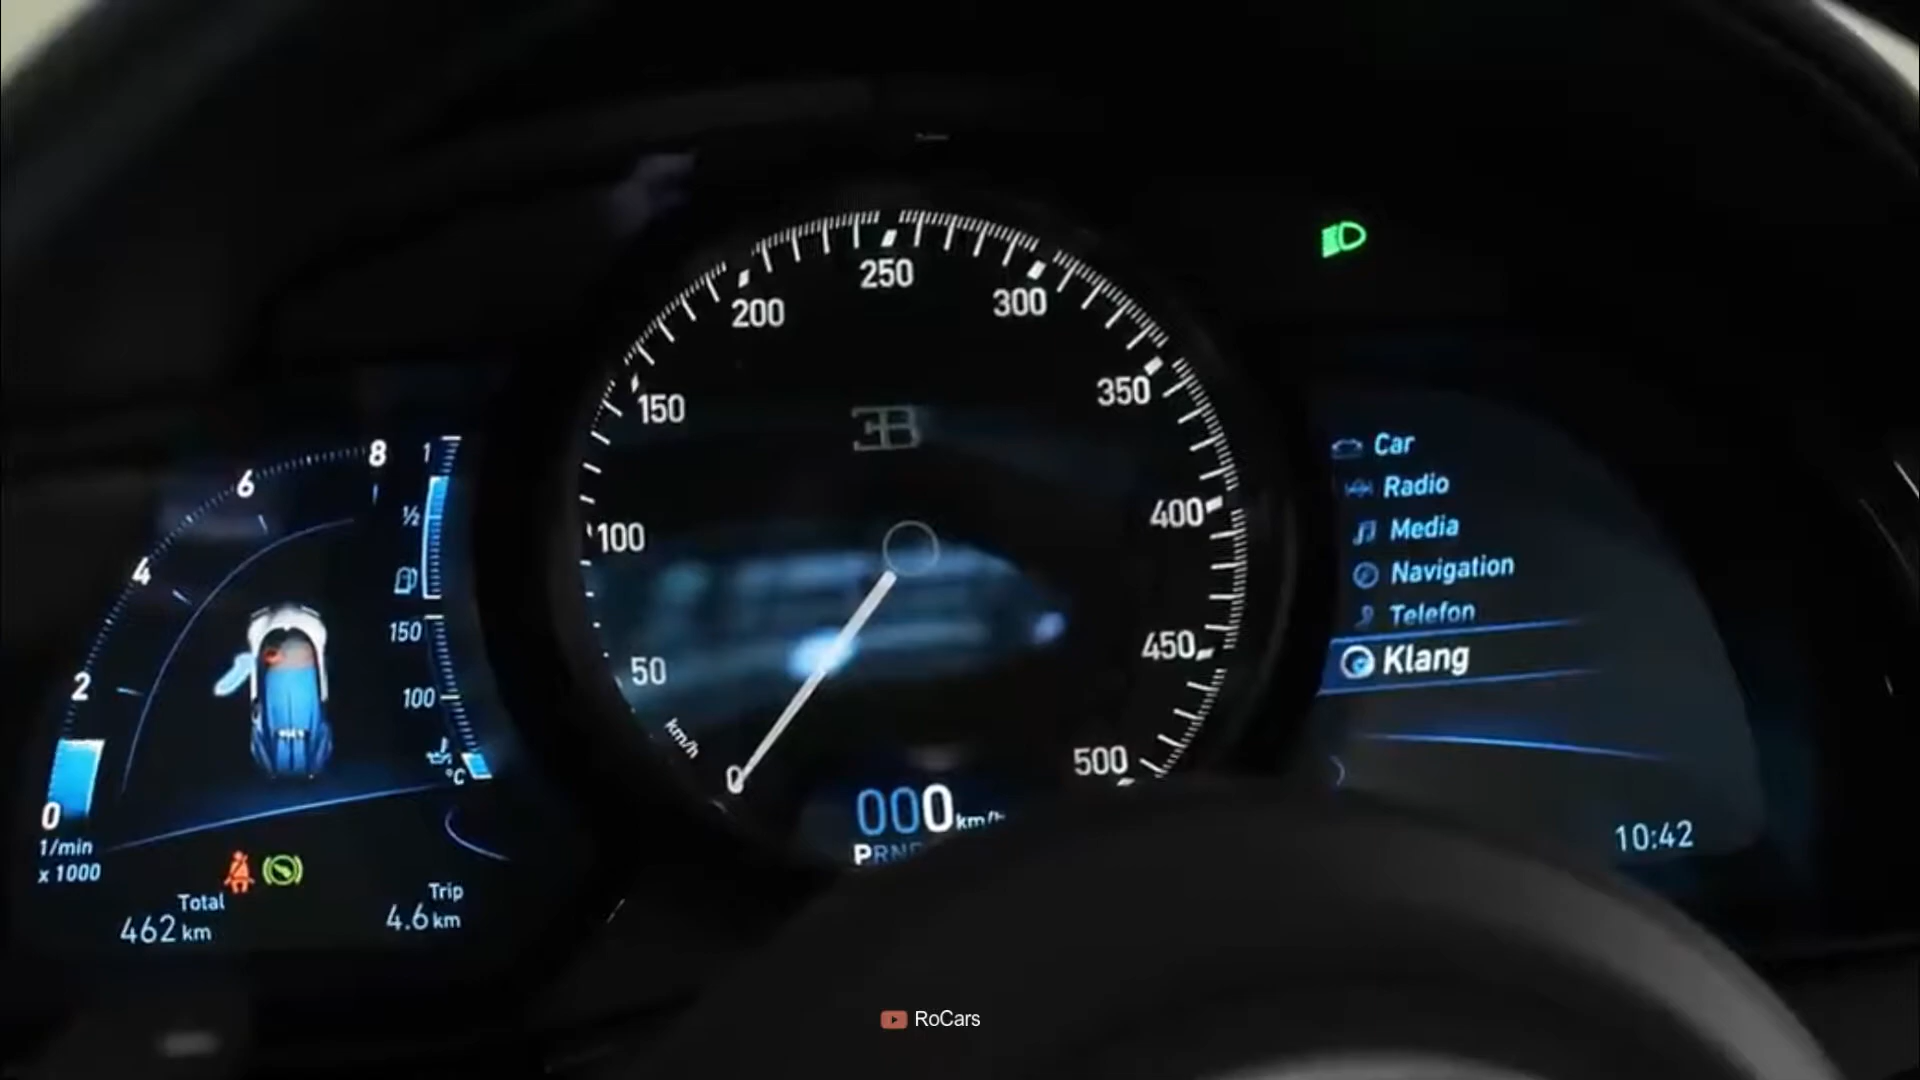 8
6
4
2
0
1/min
x 1000
1
½
150
100
°C
Total
462 km
Trip
4.6 km
250
200
300
150
350
100
400
50
450
km/h
0
500
EB
000 km/h
PRN
Car
Radio
Media
Navigation
Telefon
Klang
10:42
RoCars